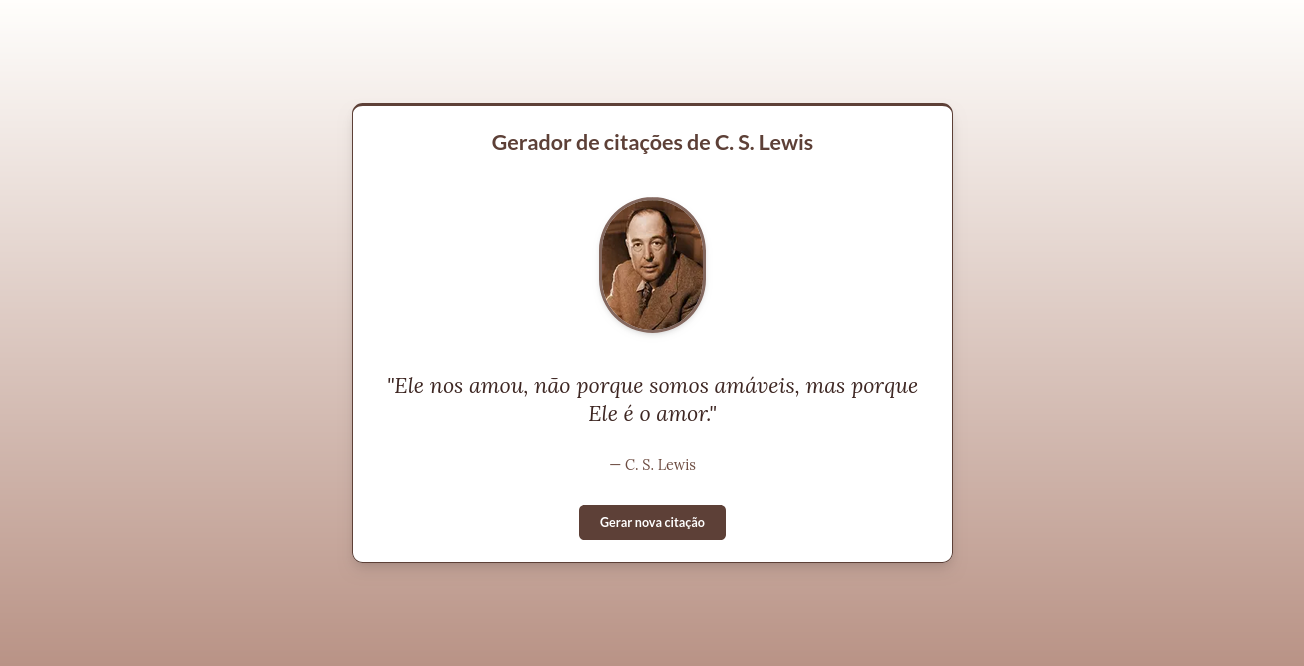 Gerador de citações de C. S. Lewis
"Ele nos amou, não porque somos amáveis, mas porque
Ele é o amor."
— C. S. Lewis
Gerar nova citação